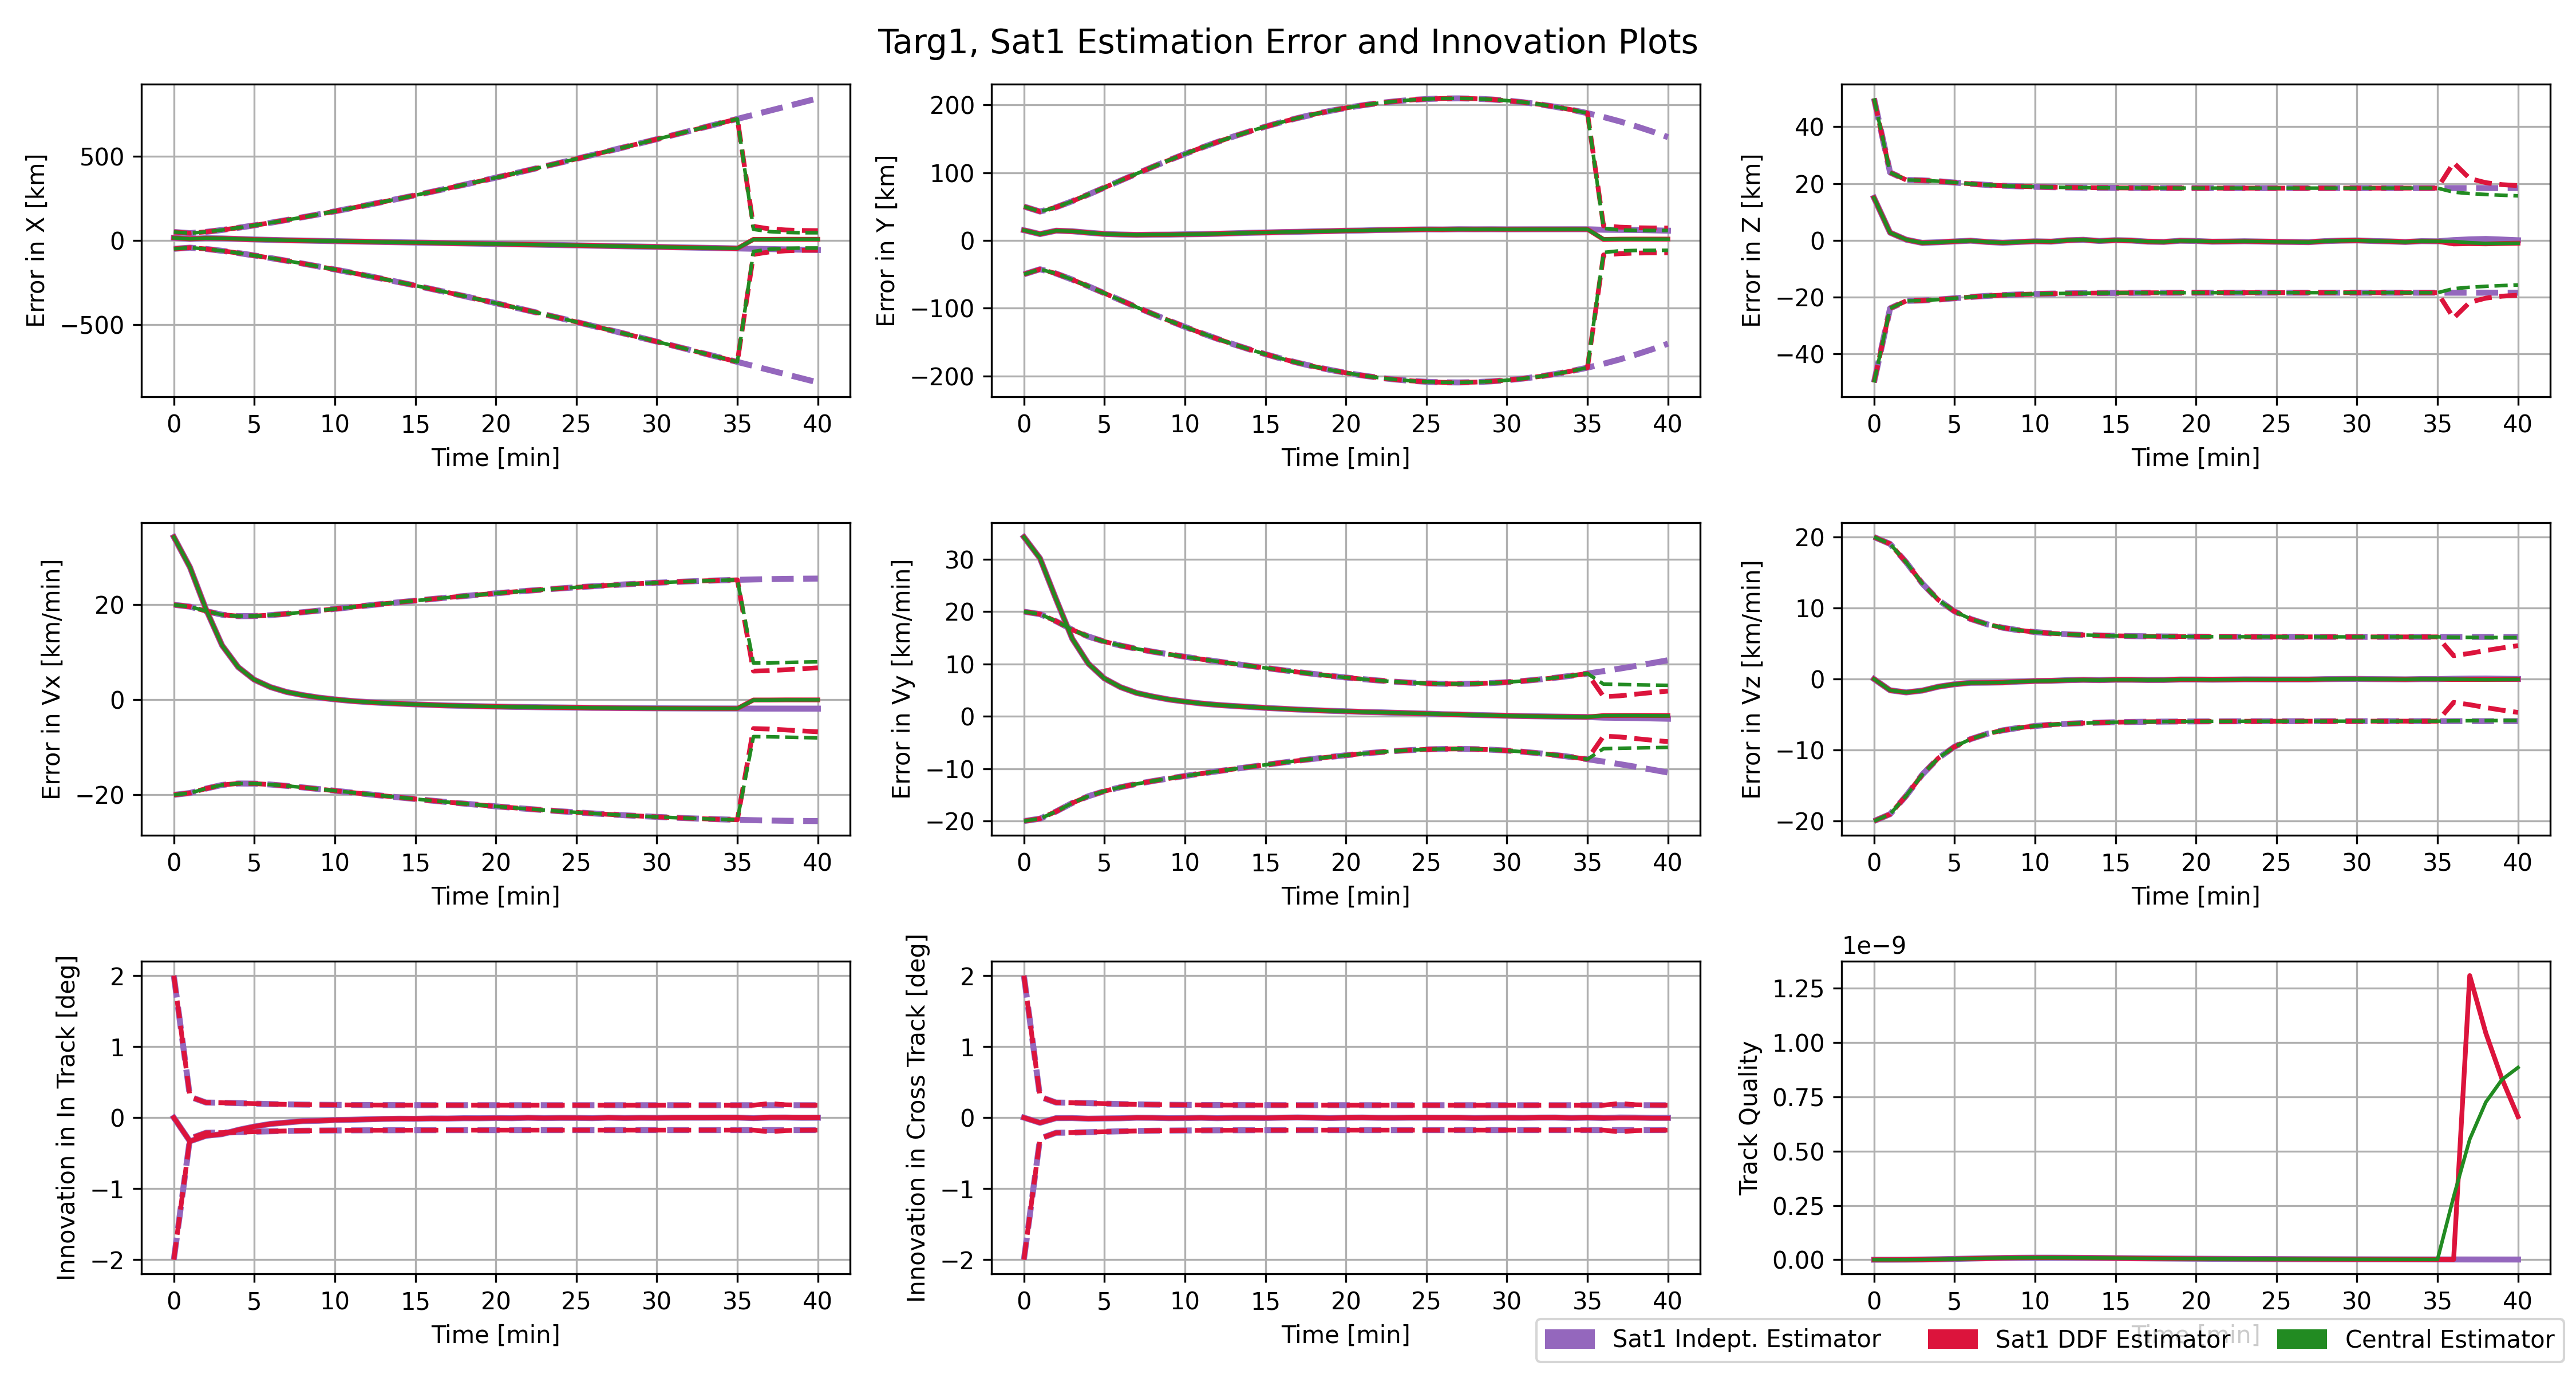 Targ1, Sat1 Estimation Error and Innovation Plots
Error in X [km]
500
0
−500
0 5 10 15 20 25 30 35 40
Time [min]
Error in Y [km]
200
100
0
−100
−200
0 5 10 15 20 25 30 35 40
Time [min]
Error in Z [km]
40
20
0
−20
−40
0 5 10 15 20 25 30 35 40
Time [min]
Error in Vx [km/min]
20
0
−20
0 5 10 15 20 25 30 35 40
Time [min]
Error in Vy [km/min]
30
20
10
0
−10
−20
0 5 10 15 20 25 30 35 40
Time [min]
Error in Vz [km/min]
20
10
0
−10
−20
0 5 10 15 20 25 30 35 40
Time [min]
Innovation in In Track [deg]
2
1
0
−1
−2
0 5 10 15 20 25 30 35 40
Time [min]
Innovation in Cross Track [deg]
2
1
0
−1
−2
0 5 10 15 20 25 30 35 40
Time [min]
1e−9
Track Quality
1.25
1.00
0.75
0.50
0.25
0.00
0 5 10 15 20 25 30 35 40
Time [min]
Sat1 Indept. Estimator Sat1 DDF Estimator Central Estimator